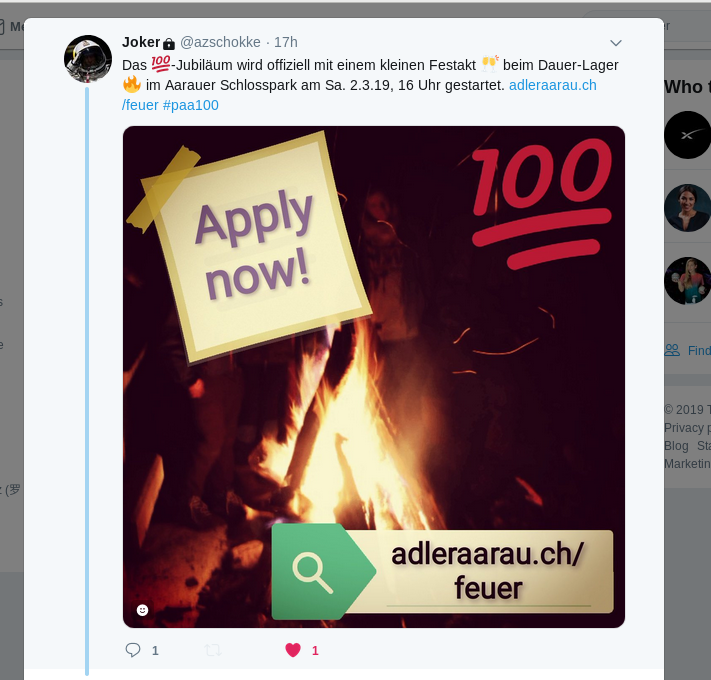 Me
Joker @azschokke · 17h
Das 💯-Jubiläum wird offiziell mit einem kleinen Festakt 🥂 beim Dauer-Lager
🔥 im Aarauer Schlosspark am Sa. 2.3.19, 16 Uhr gestartet. adleraarau.ch
/feuer #paa100
Apply
now!
100
adleraarau.ch/
feuer
1
1
Who t
Find
© 2019 T
Privacy p
Blog Sta
Marketin
(罗